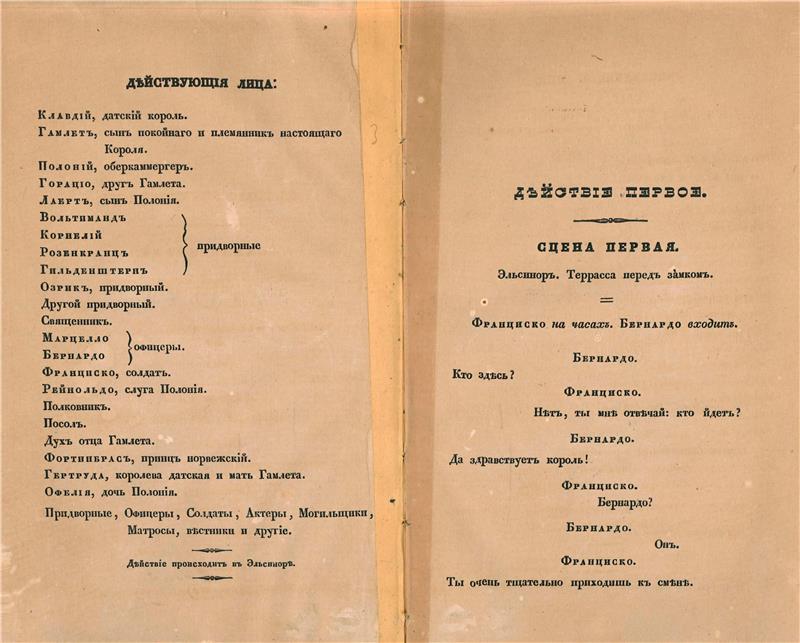 ДѢЙСТВУЮЩІЯ ЛИЦА:
Клавдій, датскій король.
Гамлетъ, сынъ покойнаго и племянникъ настоящаго
Короля.
Полоній, оберкаммергеръ.
Гораціо, другъ Гамлета.
Лаертъ, сынъ Полонія.
Вольтимандъ
Корнелій
Розенкранцъ
Гильденштернъ
придворные
Озрикъ, придворный.
Другой придворный.
Священникъ.
Марцелло
Бернардо
офицеры.
Франциско, солдатъ.
Рейнольдо, слуга Полонія.
Полковникъ.
Посолъ.
Духъ отца Гамлета.
Фортинбрасъ, принцъ норвежскій.
Гертруда, королева датская и мать Гамлета.
Офелія, дочь Полонія.
Придворные, Офицеры, Солдаты, Актеры, Могильщики,
Матросы, вѣстники и другіе.
Дѣйствіе происходитъ въ Эльсинорѣ.
3
ДѢЙСТВІЕ ПЕРВОЕ.
СЦЕНА ПЕРВАЯ.
Эльсиноръ. Террасса передъ замкомъ.
Франциско на часахъ. Бернардо входитъ.
Бернардо.
Кто здѣсь?
Франциско.
Нѣтъ, ты мнѣ отвѣчай: кто йдетъ?
Бернардо.
Да здравствуетъ король!
Франциско.
Бернардо?
Бернардо.
Онъ.
Франциско.
Ты очень тщательно приходишь къ смѣнѣ.